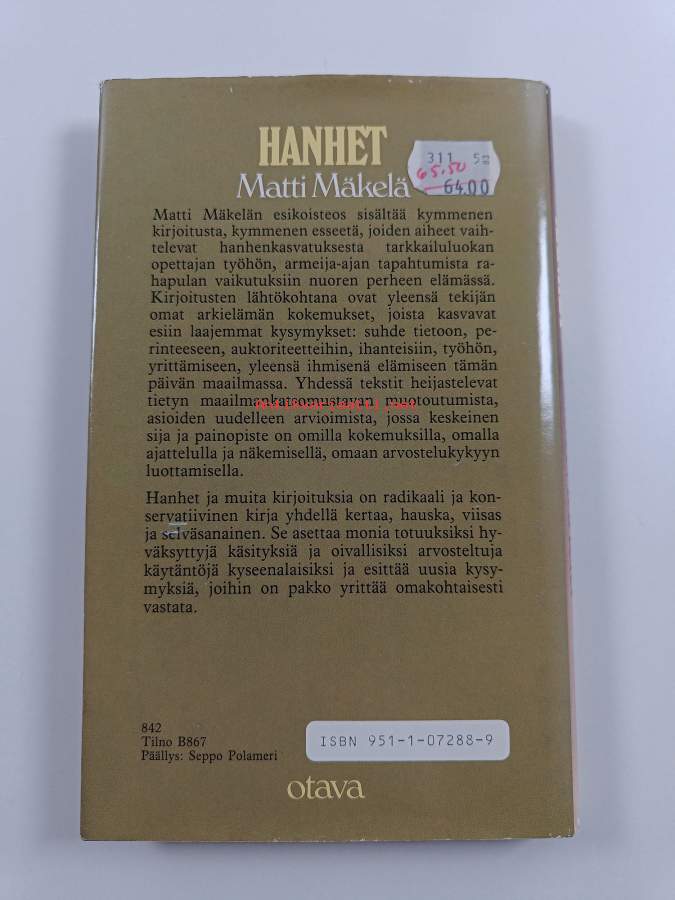 HANHET
311 5
65.50
64.00
Matti Mäkelä
Matti Mäkelän esikoisteos sisältää kymmenen
kirjoitusta, kymmenen esseetä, joiden aiheet vaih-
televat hanhenkasvatuksesta tarkkailuluokan
opettajan työhön, armeija-ajan tapahtumista ra-
hapulan vaikutuksiin nuoren perheen elämässä.
Kirjoitusten lähtökohtana ovat yleensä tekijän
omat arkielämän kokemukset, joista kasvavat
esiin laajemmat kysymykset: suhde tietoon, pe-
rinteeseen, auktoriteetteihin, ihanteisiin, työhön,
yrittämiseen, yleensä ihmisenä elämiseen tämän
päivän maailmassa. Yhdessä tekstit heijastelevat
tietyn maailmankatsomustavan muotoutumista,
asioiden uudelleen arvioimista, jossa keskeinen
sija ja painopiste on omilla kokemuksilla, omalla
ajattelulla ja näkemisellä, omaan arvostelukykyyn
luottamisella.
Hanhet ja muita kirjoituksia on radikaali ja kon-
servatiivinen kirja yhdellä kertaa, hauska, viisas
ja selväsanainen. Se asettaa monia totuuksiksi hy-
väksyttyjä käsityksiä ja oivallisiksi arvosteltuja
käytäntöjä kyseenalaisiksi ja esittää uusia kysy-
myksiä, joihin on pakko yrittää omakohtaisesti
vastata.
842
Tilno B867
Päällys: Seppo Polameri
ISBN 951-1-07288-9
otava